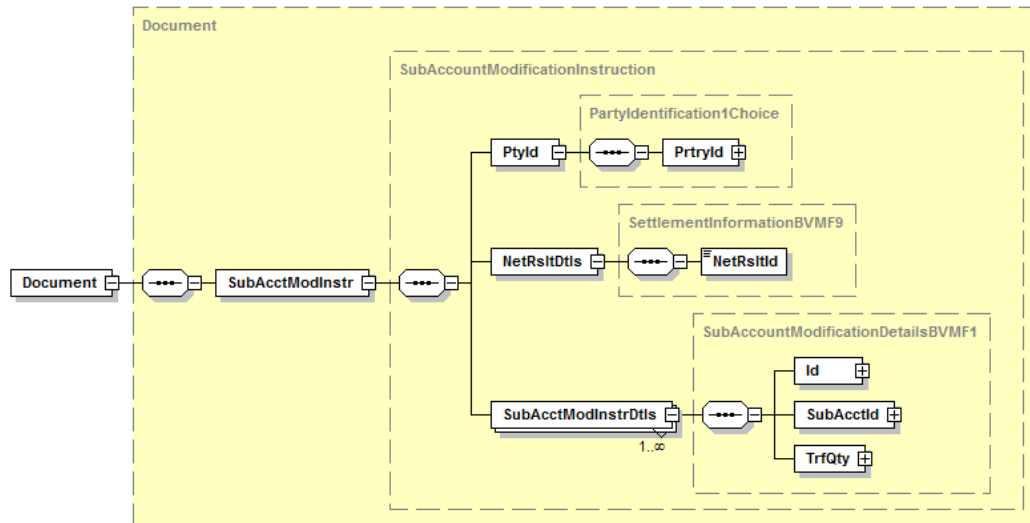 Document
SubAccountModificationInstruction
PartyIdentification1Choice
PtyId
PrtryId
SettlementInformationBVMF9
NetRsltDtls
NetRsltId
Document
SubAcctModInstr
SubAccountModificationDetailsBVMF1
Id
SubAcctModInstrDtls
SubAcctId
1..∞
TrfQty